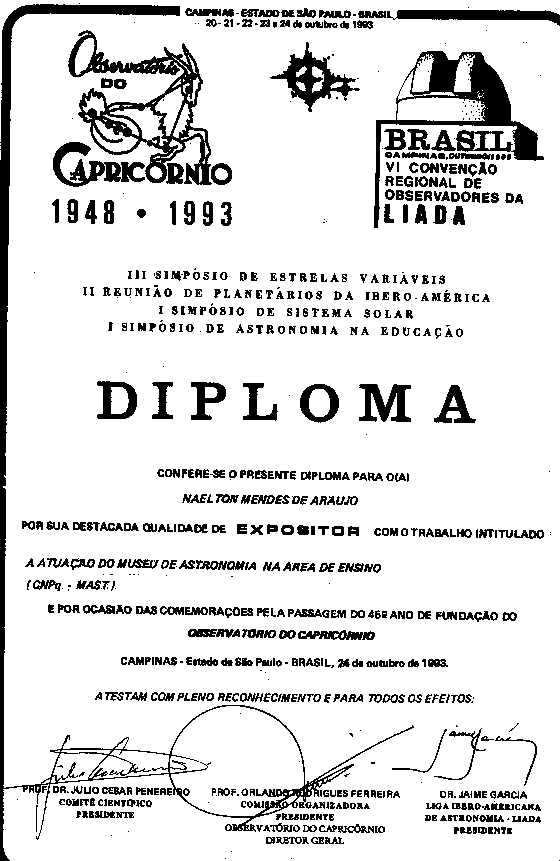 CAMPINAS - ESTADO DE SÃO PAULO - BRASIL
20 - 21 - 22 - 23 e 24 de outubro de 1993
Observatório
DO
CAPRICÓRNIO
1948 • 1993
BRASIL
CAMPINAS, OUTUBRO
VI CONVENÇÃO
REGIONAL DE
OBSERVADORES DA
LIADA
III SIMPÓSIO DE ESTRELAS VARIÁVEIS
II REUNIÃO DE PLANETÁRIOS DA IBERO-AMÉRICA
I SIMPÓSIO DE SISTEMA SOLAR
I SIMPÓSIO DE ASTRONOMIA NA EDUCAÇÃO
DIPLOMA
CONFERE-SE O PRESENTE DIPLOMA PARA O(A)
NAELTON MENDES DE ARAUJO
POR SUA DESTACADA QUALIDADE DE EXPOSITOR COM O TRABALHO INTITULADO
A ATUAÇÃO DO MUSEU DE ASTRONOMIA NA AREA DE ENSINO
(CNPq. - MAST)
E POR OCASIÃO DAS COMEMORAÇÕES PELA PASSAGEM DO 46º ANO DE FUNDAÇÃO DO
OBSERVATÓRIO DO CAPRICÓRNIO
CAMPINAS - Estado de São Paulo - BRASIL, 24 de outubro de 1993.
ATESTAM COM PLENO RECONHECIMENTO E PARA TODOS OS EFEITOS:
PROF. DR. JULIO CESAR PENEREIRO
COMITÊ CIENTÍFICO
PRESIDENTE
PROF. ORLANDO RODRIGUES FERREIRA
COMISSÃO ORGANIZADORA
PRESIDENTE
OBSERVATÓRIO DO CAPRICÓRNIO
DIRETOR GERAL
DR. JAIME GARCIA
LIGA IBERO-AMERICANA
DE ASTRONOMIA - LIADA
PRESIDENTE